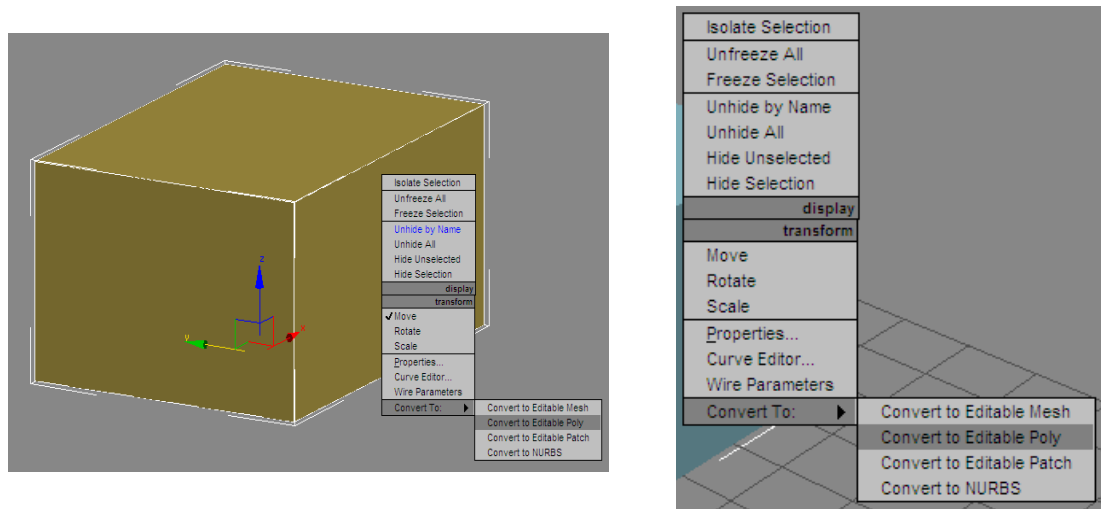 Isolate Selection
Unfreeze All
Freeze Selection
Unhide by Name
Unhide All
Hide Unselected
Hide Selection
display
transform
Move
Rotate
Scale
Properties...
Curve Editor...
Wire Parameters
Convert To:
Convert to Editable Mesh
Convert to Editable Poly
Convert to Editable Patch
Convert to NURBS
z
y
x
Isolate Selection
Unfreeze All
Freeze Selection
Unhide by Name
Unhide All
Hide Unselected
Hide Selection
display
transform
Move
Rotate
Scale
Properties...
Curve Editor...
Wire Parameters
Convert To:
Convert to Editable Mesh
Convert to Editable Poly
Convert to Editable Patch
Convert to NURBS